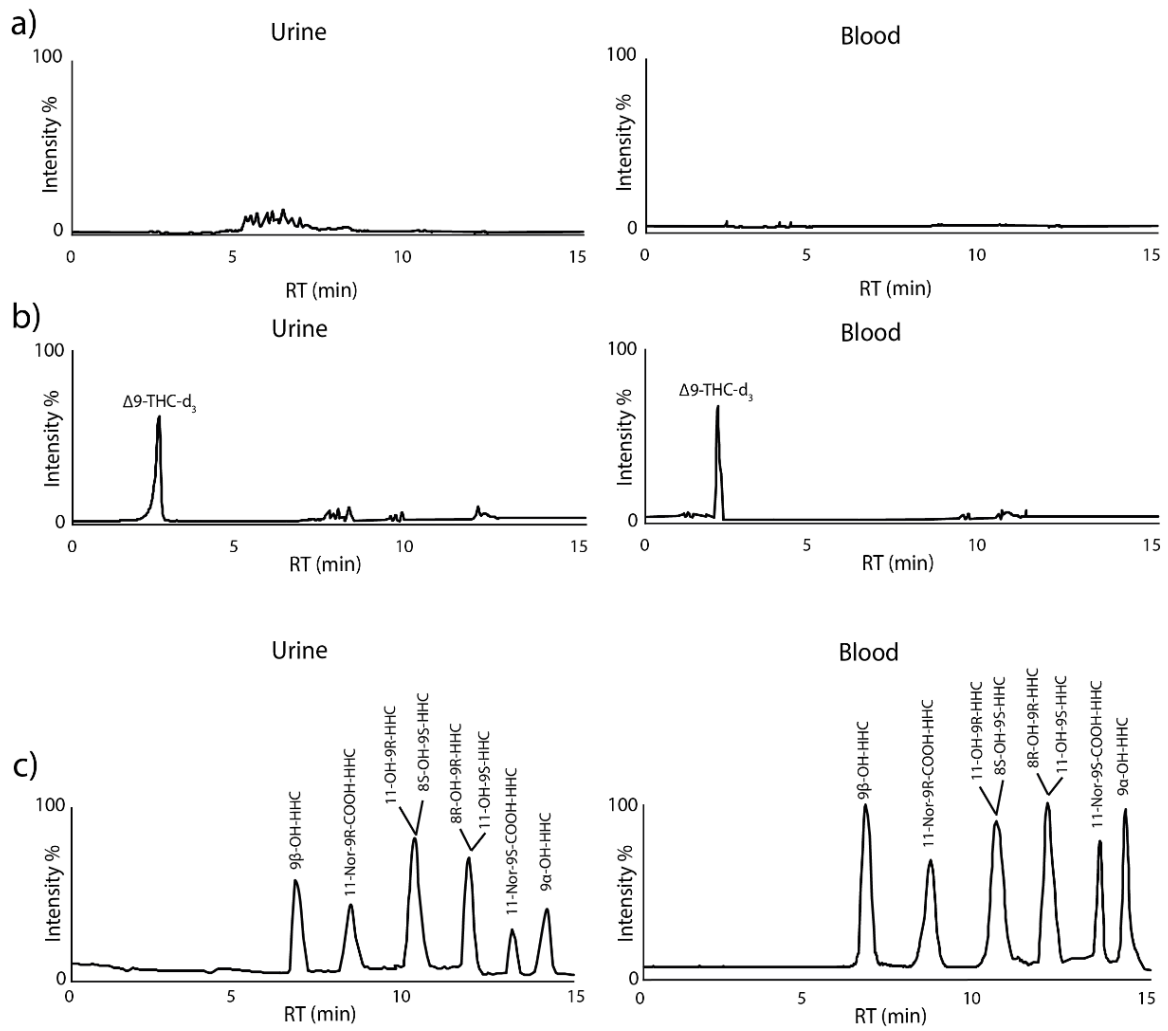 a)
Urine
100
Intensity %
0
0
5
10
15
RT (min)
Blood
100
Intensity %
0
0
5
10
15
RT (min)
b)
Urine
100
Intensity %
0
Δ9-THC-d3
0
5
10
15
RT (min)
Blood
100
Intensity %
0
Δ9-THC-d3
0
5
10
15
RT (min)
c)
Urine
100
Intensity %
0
9β-OH-HHC
11-Nor-9R-COOH-HHC
11-OH-9R-HHC
8S-OH-9S-HHC
8R-OH-9R-HHC
11-OH-9S-HHC
11-Nor-9S-COOH-HHC
9α-OH-HHC
0
5
10
15
RT (min)
Blood
100
Intensity %
0
9β-OH-HHC
11-Nor-9R-COOH-HHC
11-OH-9R-HHC
8S-OH-9S-HHC
8R-OH-9R-HHC
11-OH-9S-HHC
11-Nor-9S-COOH-HHC
9α-OH-HHC
0
5
10
15
RT (min)